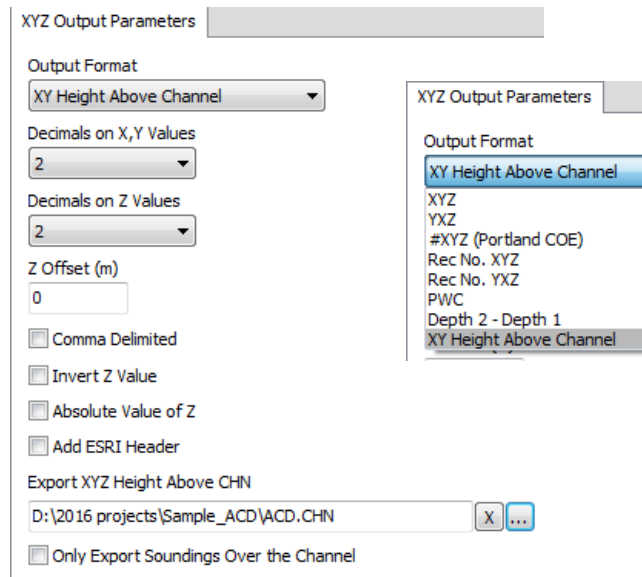 XYZ Output Parameters
Output Format
XY Height Above Channel
Decimals on X,Y Values
2
Decimals on Z Values
2
Z Offset (m)
0
Comma Delimited
Invert Z Value
Absolute Value of Z
Add ESRI Header
Export XYZ Height Above CHN
D:\2016 projects\Sample_ACD\ACD.CHN
X ...
Only Export Soundings Over the Channel
XYZ Output Parameters
Output Format
XY Height Above Channel
XYZ
YXZ
#XYZ (Portland COE)
Rec No. XYZ
Rec No. YXZ
PWC
Depth 2 - Depth 1
XY Height Above Channel